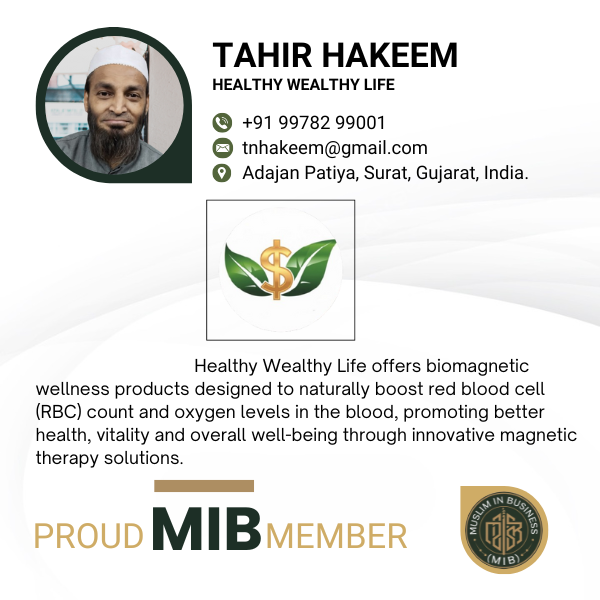 TAHIR HAKEEM
HEALTHY WEALTHY LIFE
+91 99782 99001
tnhakeem@gmail.com
Adajan Patiya, Surat, Gujarat, India.
$
Healthy Wealthy Life offers biomagnetic
wellness products designed to naturally boost red blood cell
(RBC) count and oxygen levels in the blood, promoting better
health, vitality and overall well-being through innovative magnetic
therapy solutions.
PROUD MIB MEMBER
MUSLIM IN BUSINESS
(MIB)